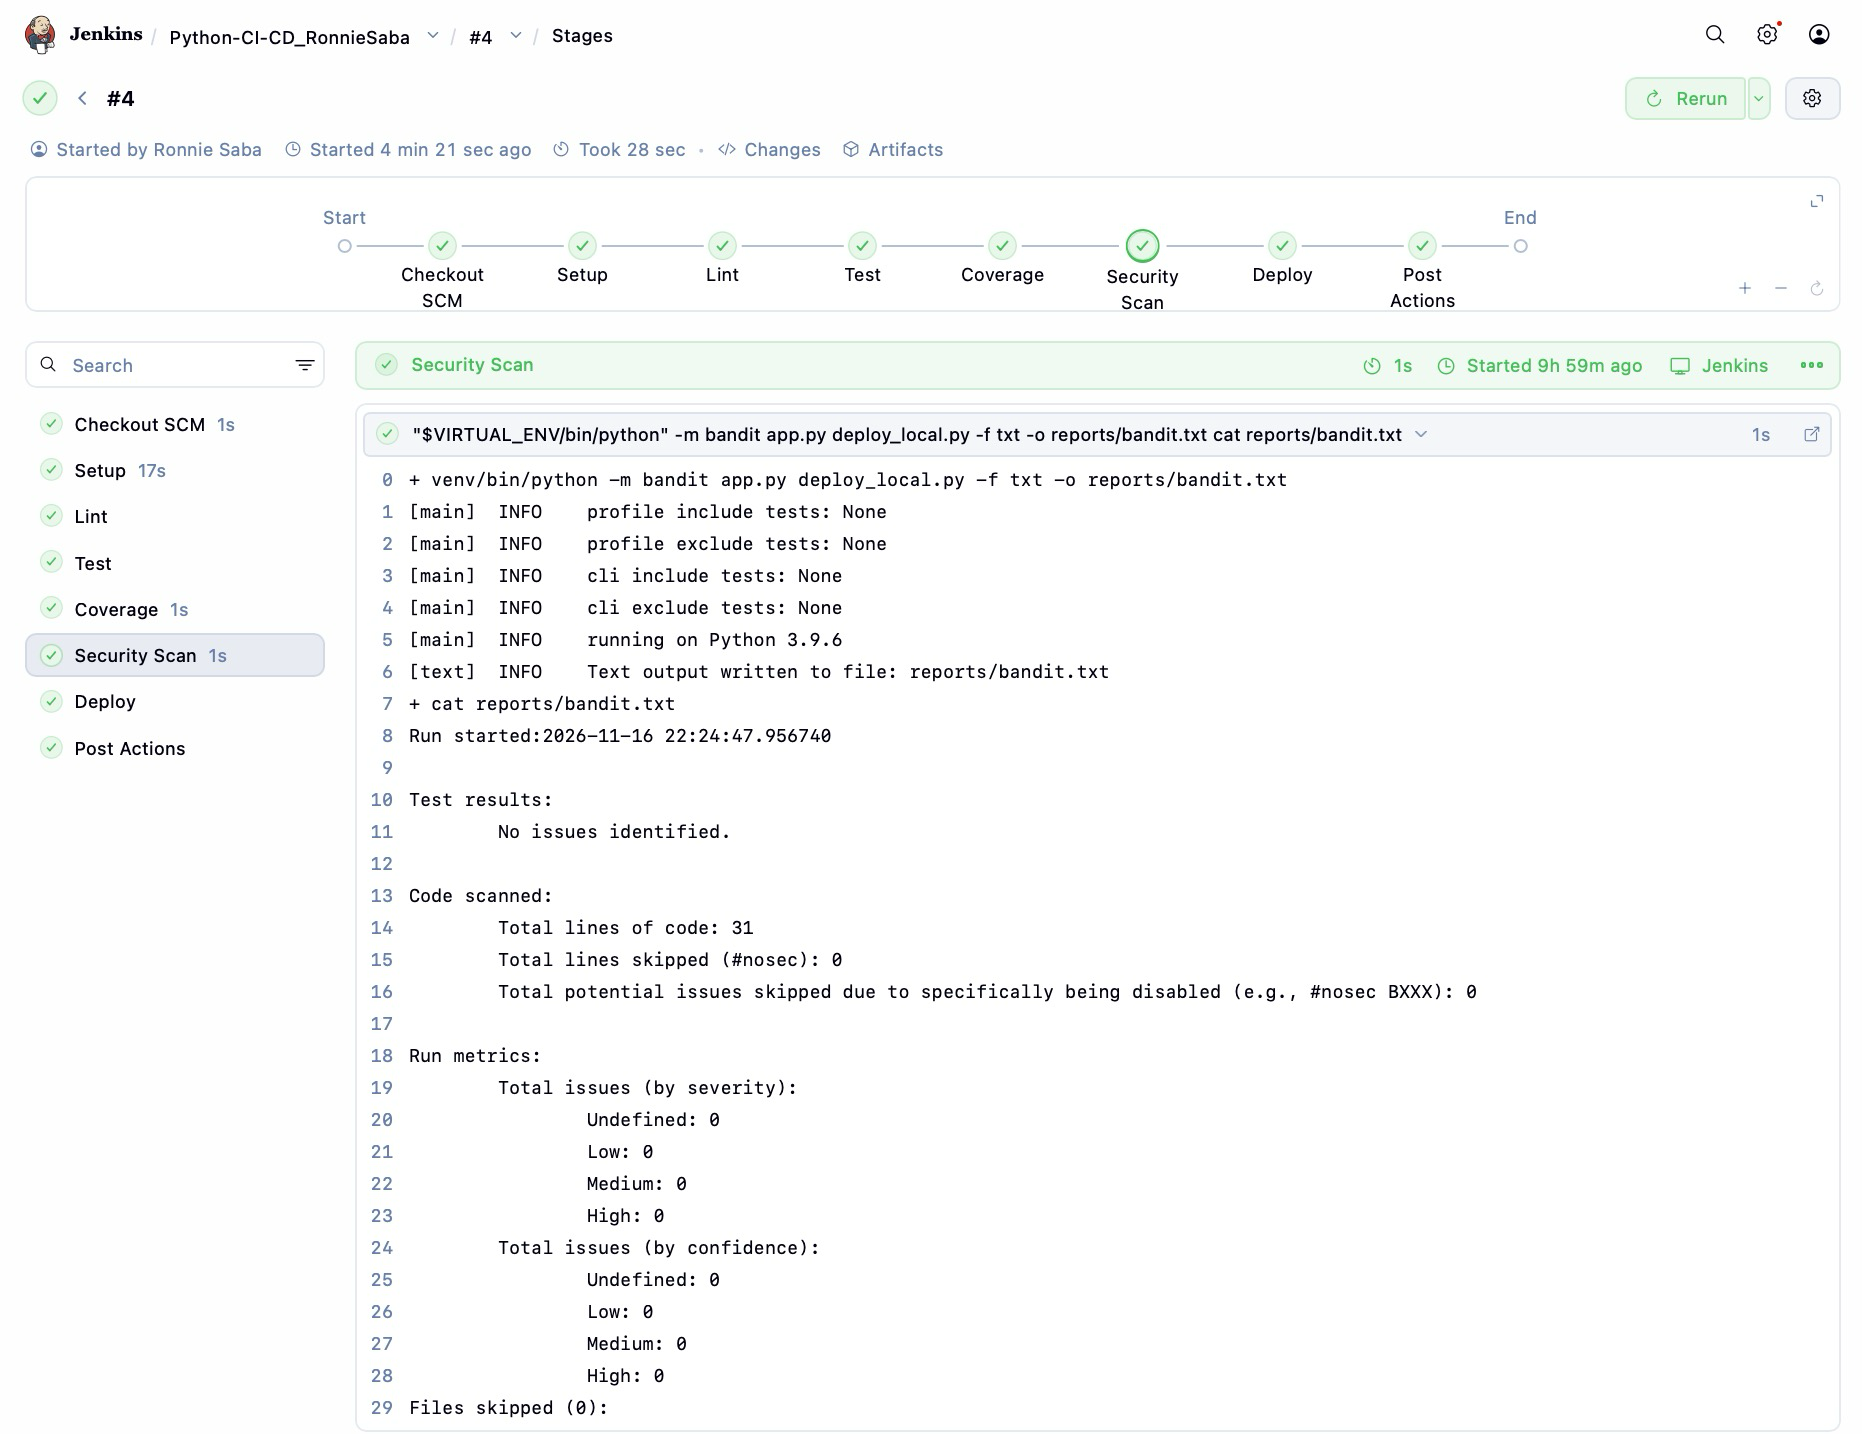 Jenkins / Python-CI-CD_RonnieSaba / #4 / Stages
#4
Rerun
Started by Ronnie Saba Started 4 min 21 sec ago Took 28 sec Changes Artifacts
Start End
Checkout SCM
Setup
Lint
Test
Coverage
Security Scan
Deploy
Post Actions
Search
Checkout SCM 1s
Setup 17s
Lint
Test
Coverage 1s
Security Scan 1s
Deploy
Post Actions
Security Scan 1s Started 9h 59m ago Jenkins
"$VIRTUAL_ENV/bin/python" -m bandit app.py deploy_local.py -f txt -o reports/bandit.txt cat reports/bandit.txt 1s
0 + venv/bin/python -m bandit app.py deploy_local.py -f txt -o reports/bandit.txt
1 [main] INFO profile include tests: None
2 [main] INFO profile exclude tests: None
3 [main] INFO cli include tests: None
4 [main] INFO cli exclude tests: None
5 [main] INFO running on Python 3.9.6
6 [text] INFO Text output written to file: reports/bandit.txt
7 + cat reports/bandit.txt
8 Run started:2026-11-16 22:24:47.956740
9
10 Test results:
11 No issues identified.
12
13 Code scanned:
14 Total lines of code: 31
15 Total lines skipped (#nosec): 0
16 Total potential issues skipped due to specifically being disabled (e.g., #nosec BXXX): 0
17
18 Run metrics:
19 Total issues (by severity):
20 Undefined: 0
21 Low: 0
22 Medium: 0
23 High: 0
24 Total issues (by confidence):
25 Undefined: 0
26 Low: 0
27 Medium: 0
28 High: 0
29 Files skipped (0):